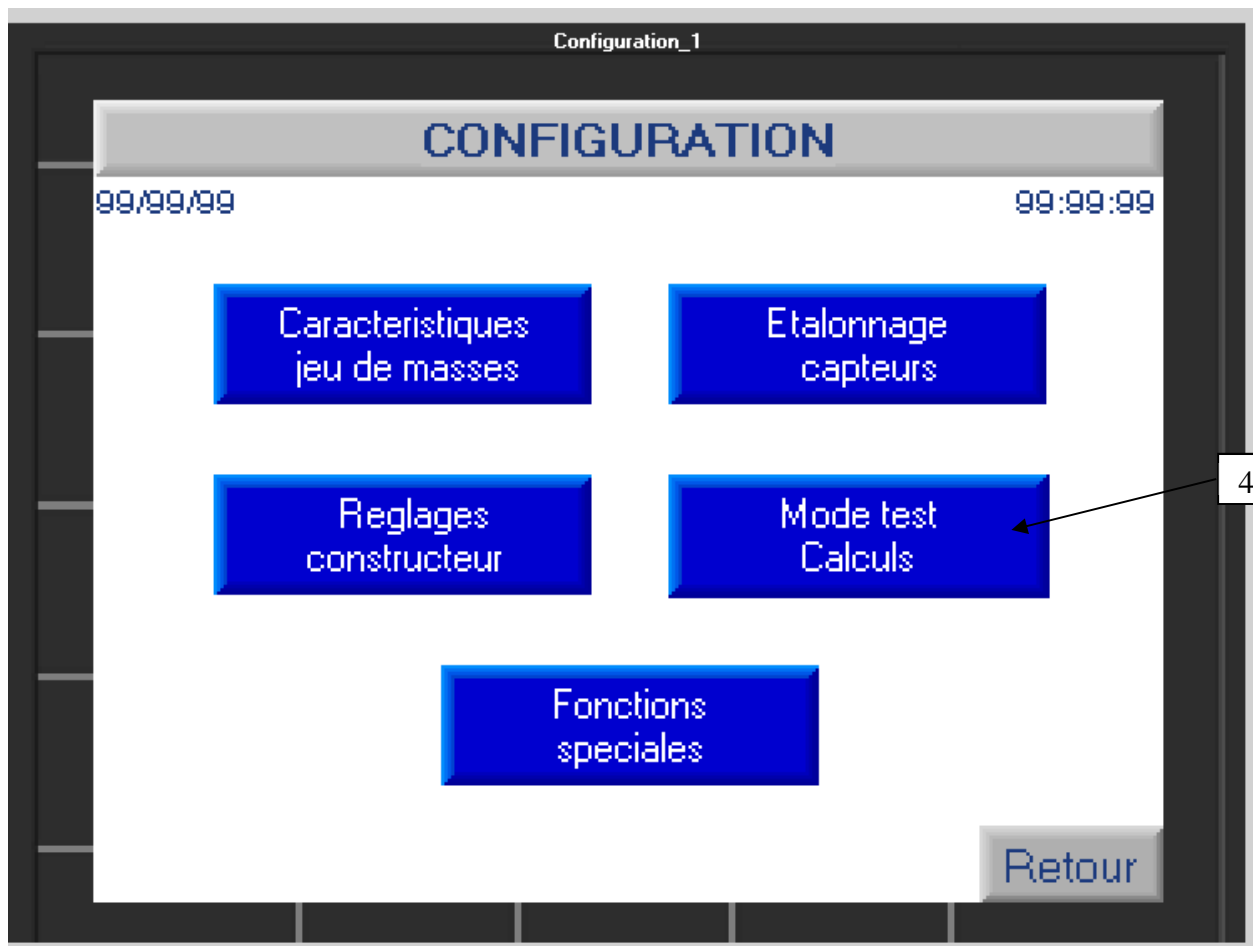 Configuration_1
CONFIGURATION
99/99/99
99:99:99
Caracteristiques
jeu de masses
Etalonnage
capteurs
Reglages
constructeur
Mode test
Calculs
4
Fonctions
speciales
Retour